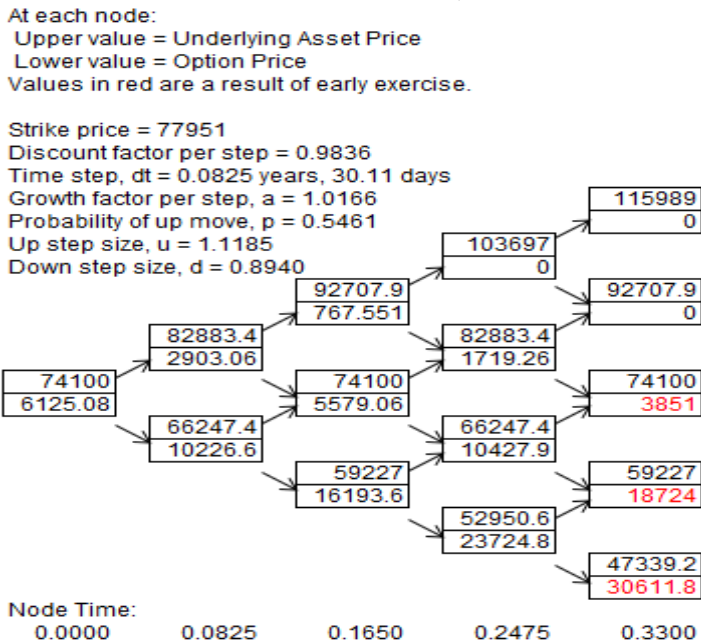 At each node:
Upper value = Underlying Asset Price
Lower value = Option Price
Values in red are a result of early exercise.
Strike price = 77951
Discount factor per step = 0.9836
Time step, dt = 0.0825 years, 30.11 days
Growth factor per step, a = 1.0166
Probability of up move, p = 0.5461
Up step size, u = 1.1185
Down step size, d = 0.8940
74100
6125.08
82883.4
2903.06
66247.4
10226.6
92707.9
767.551
74100
5579.06
59227
16193.6
103697
0
82883.4
1719.26
66247.4
10427.9
52950.6
23724.8
115989
0
92707.9
0
74100
3851
59227
18724
47339.2
30611.8
Node Time:
0.0000 0.0825 0.1650 0.2475 0.3300